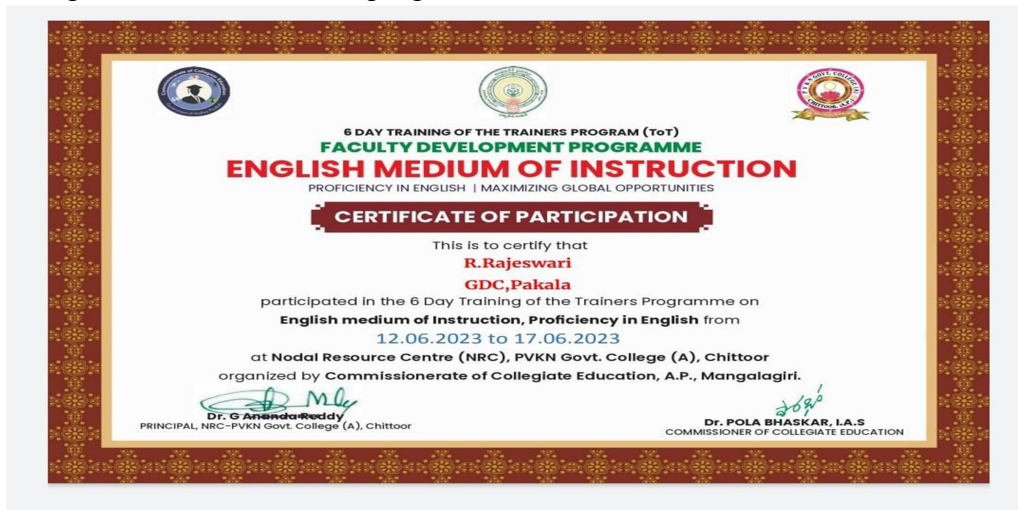 6 DAY TRAINING OF THE TRAINERS PROGRAM (ToT)
FACULTY DEVELOPMENT PROGRAMME
ENGLISH MEDIUM OF INSTRUCTION
PROFICIENCY IN ENGLISH | MAXIMIZING GLOBAL OPPORTUNITIES
CERTIFICATE OF PARTICIPATION
This is to certify that
R.Rajeswari
GDC,Pakala
participated in the 6 Day Training of the Trainers Programme on
English medium of Instruction, Proficiency in English from
12.06.2023 to 17.06.2023
at Nodal Resource Centre (NRC), PVKN Govt. College (A), Chittoor
organized by Commissionerate of Collegiate Education, A.P., Mangalagiri.
Dr. G Ananda Reddy
PRINCIPAL, NRC-PVKN Govt. College (A), Chittoor
Dr. POLA BHASKAR, I.A.S
COMMISSIONER OF COLLEGIATE EDUCATION